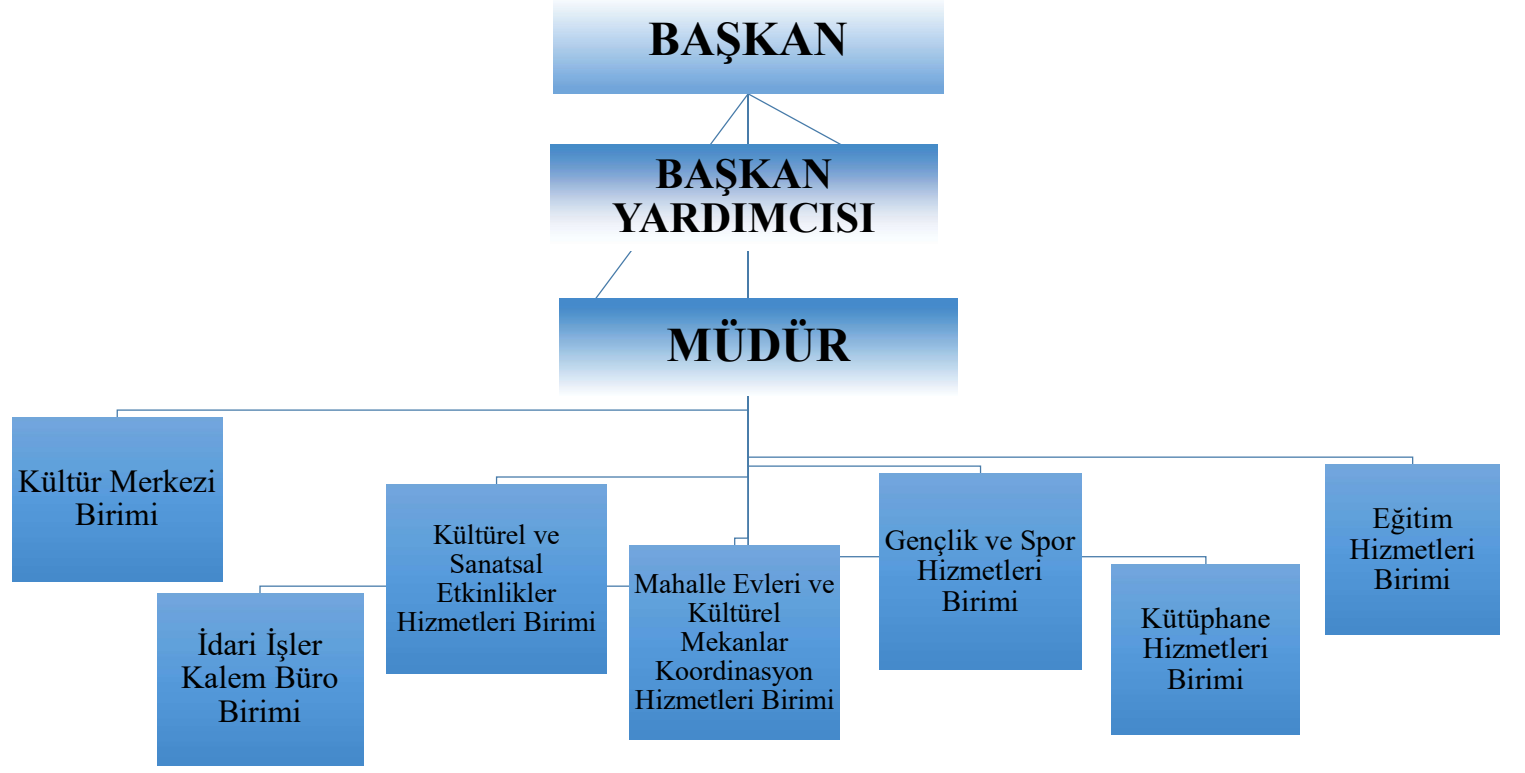 BAŞKAN
BAŞKAN
YARDIMCISI
MÜDÜR
Kültür Merkezi
Birimi
İdari İşler
Kalem Büro
Birimi
Kültürel ve
Sanatsal
Etkinlikler
Hizmetleri Birimi
Mahalle Evleri ve
Kültürel
Mekanlar
Koordinasyon
Hizmetleri Birimi
Gençlik ve Spor
Hizmetleri
Birimi
Kütüphane
Hizmetleri
Birimi
Eğitim
Hizmetleri
Birimi